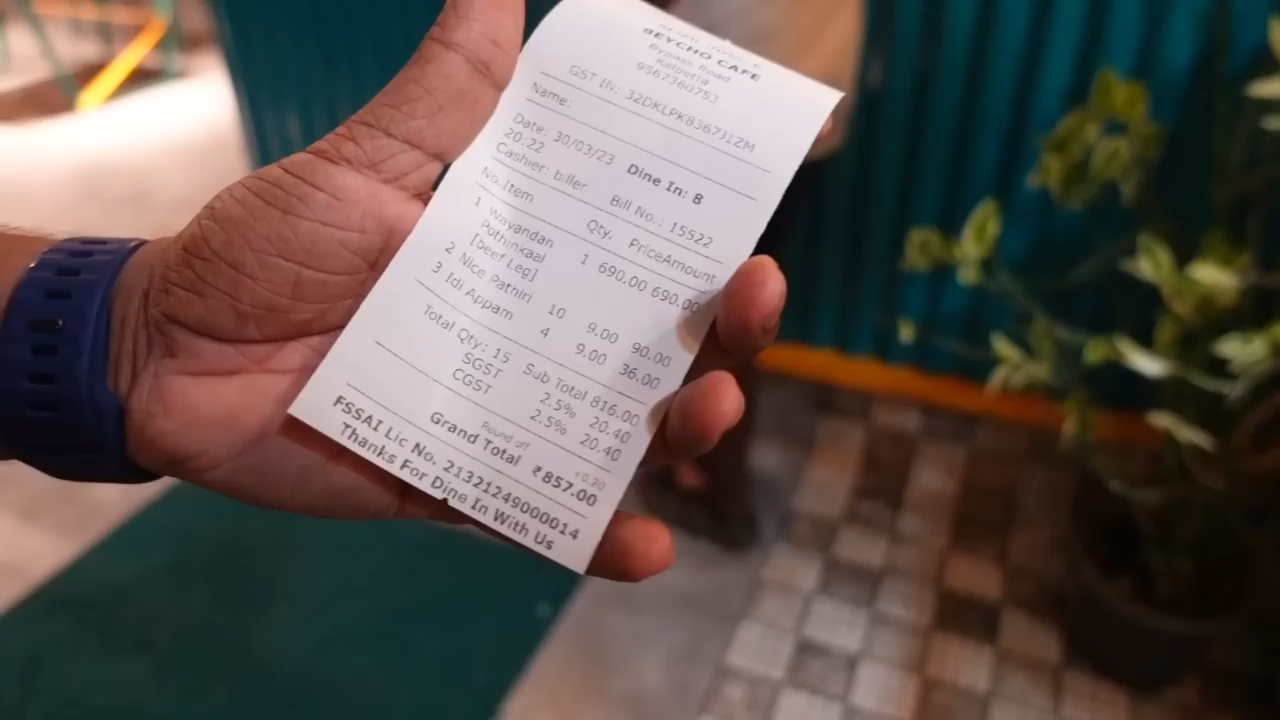 BEYCHO CAFE
Bypass Road
Kalpetta
9567360753
GST IN: 32DKLPK8367J1ZM
Name:
Date: 30/03/23 Dine In: 8
20:22
Cashier: biller Bill No.: 15522
No.Item Qty. PriceAmount
1 Wayandan 1 690.00 690.00
Pothinkaal
[beef Leg]
2 Nice Pathiri 10 9.00 90.00
3 Idi Appam 4 9.00 36.00
Total Qty: 15 Sub Total 816.00
SGST 2.5% 20.40
CGST 2.5% 20.40
Round off +0.20
Grand Total ₹857.00
FSSAI Lic No. 21321249000014
Thanks For Dine In With Us